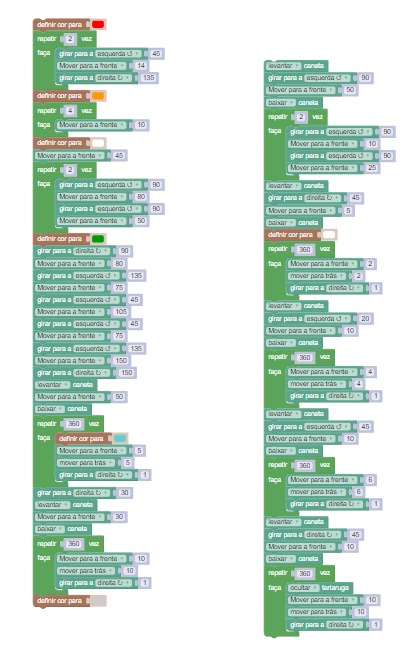 definir cor para
repetir 2 vez
faça girar para a esquerda ↺ 45
Mover para a frente 14
girar para a direita ↻ 135
definir cor para
repetir 4 vez
faça Mover para a frente 10
definir cor para
Mover para a frente 45
repetir 2 vez
faça girar para a esquerda ↺ 90
Mover para a frente 80
girar para a esquerda ↺ 90
Mover para a frente 50
definir cor para
girar para a direita ↻ 90
Mover para a frente 80
girar para a esquerda ↺ 135
Mover para a frente 75
girar para a esquerda ↺ 45
Mover para a frente 105
girar para a esquerda ↺ 45
Mover para a frente 75
girar para a esquerda ↺ 135
Mover para a frente 150
girar para a direita ↻ 150
levantar caneta
Mover para a frente 50
baixar caneta
repetir 360 vez
faça definir cor para
Mover para a frente 5
mover para trás 5
girar para a direita ↻ 1
girar para a direita ↻ 30
levantar caneta
Mover para a frente 30
baixar caneta
repetir 360 vez
faça Mover para a frente 10
mover para trás 10
girar para a direita ↻ 1
definir cor para
levantar caneta
girar para a esquerda ↺ 90
Mover para a frente 50
baixar caneta
repetir 2 vez
faça girar para a esquerda ↺ 90
Mover para a frente 10
girar para a esquerda ↺ 90
Mover para a frente 25
levantar caneta
girar para a direita ↻ 45
Mover para a frente 5
baixar caneta
definir cor para
repetir 360 vez
faça Mover para a frente 2
mover para trás 2
girar para a direita ↻ 1
levantar caneta
girar para a esquerda ↺ 20
Mover para a frente 10
baixar caneta
repetir 360 vez
faça Mover para a frente 4
mover para trás 4
girar para a direita ↻ 1
levantar caneta
girar para a esquerda ↺ 45
Mover para a frente 10
baixar caneta
repetir 360 vez
faça Mover para a frente 6
mover para trás 6
girar para a direita ↻ 1
levantar caneta
girar para a direita ↻ 45
Mover para a frente 10
baixar caneta
repetir 360 vez
faça ocultar tartaruga
Mover para a frente 10
mover para trás 10
girar para a direita ↻ 1